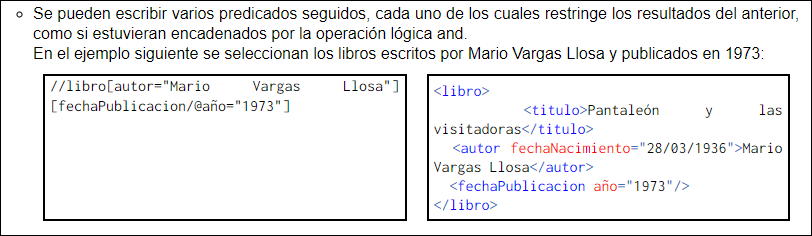 Se pueden escribir varios predicados seguidos, cada uno de los cuales restringe los resultados del anterior,
como si estuvieran encadenados por la operación lógica and.
En el ejemplo siguiente se seleccionan los libros escritos por Mario Vargas Llosa y publicados en 1973:
//libro[autor="Mario Vargas Llosa"]
[fechaPublicacion/@año="1973"]
<libro>
<titulo>Pantaleón y las
visitadoras</titulo>
<autor fechaNacimiento="28/03/1936">Mario
Vargas Llosa</autor>
<fechaPublicacion año="1973"/>
</libro>